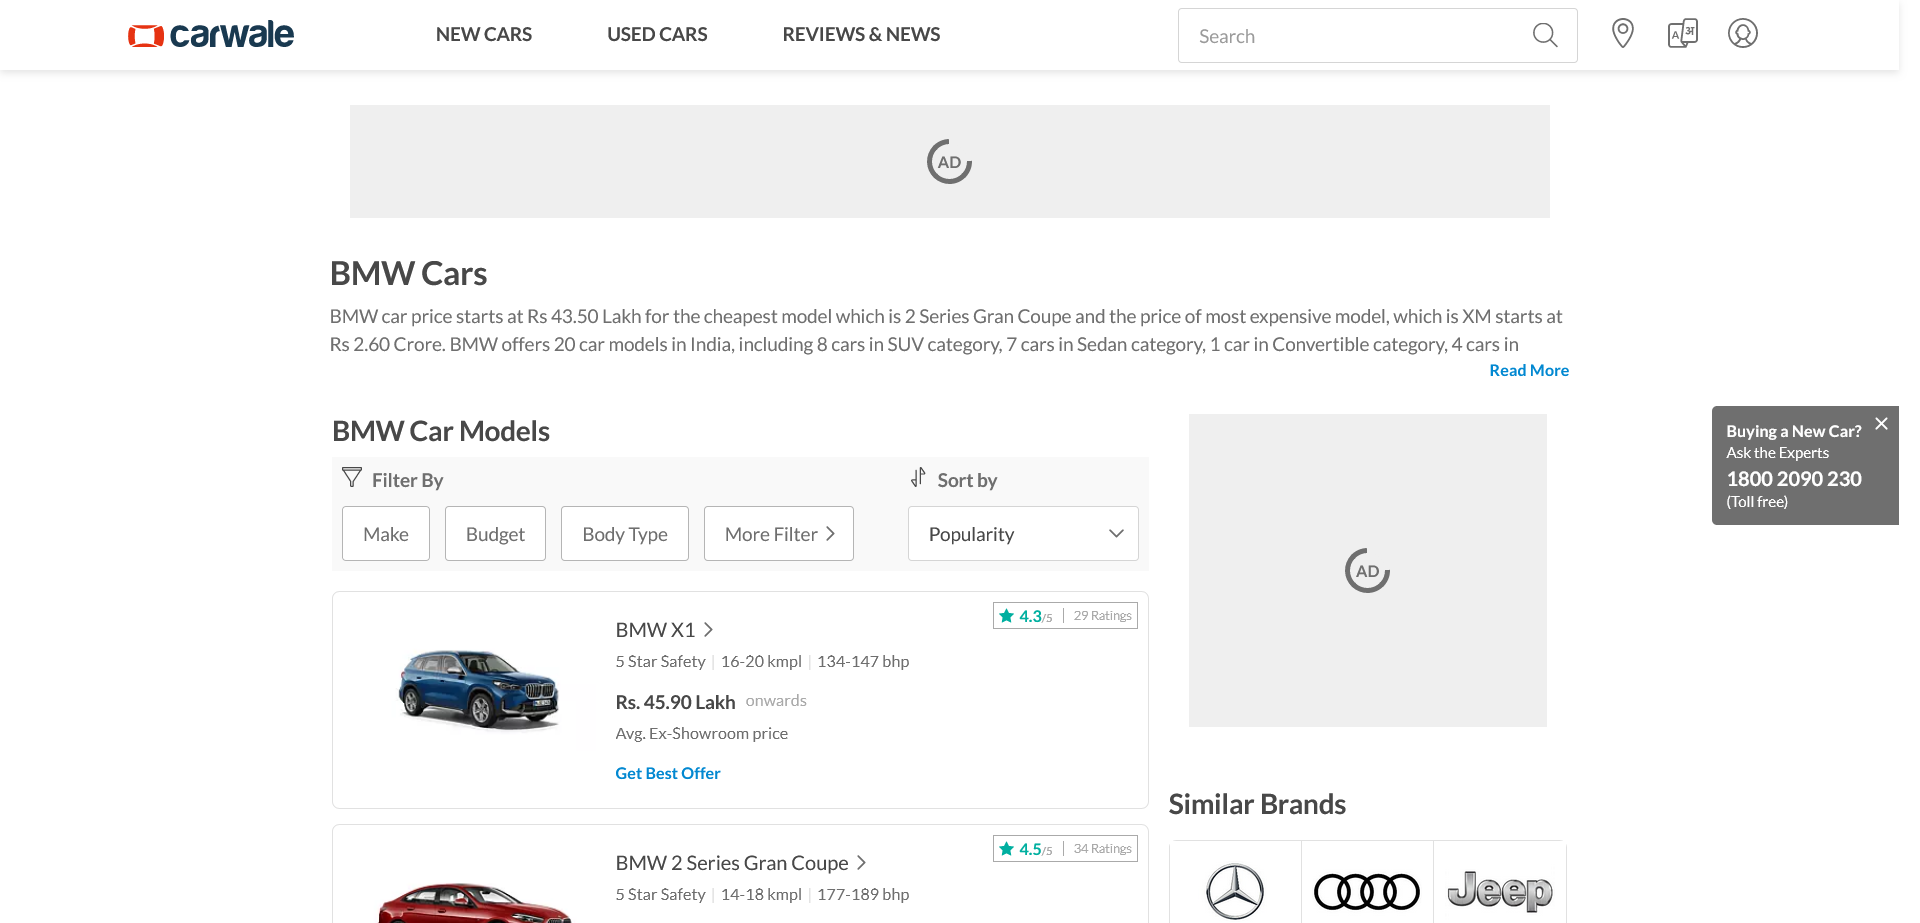 carwale
NEW CARS
USED CARS
REVIEWS & NEWS
Search
A अ
AD
BMW Cars
BMW car price starts at Rs 43.50 Lakh for the cheapest model which is 2 Series Gran Coupe and the price of most expensive model, which is XM starts at
Rs 2.60 Crore. BMW offers 20 car models in India, including 8 cars in SUV category, 7 cars in Sedan category, 1 car in Convertible category, 4 cars in
Read More
BMW Car Models
Filter By
Sort by
Make
Budget
Body Type
More Filter
Popularity
BMW X1
4.3/5 | 29 Ratings
5 Star Safety | 16-20 kmpl | 134-147 bhp
Rs. 45.90 Lakh onwards
Avg. Ex-Showroom price
Get Best Offer
BMW 2 Series Gran Coupe
4.5/5 | 34 Ratings
5 Star Safety | 14-18 kmpl | 177-189 bhp
AD
Similar Brands
Jeep
Buying a New Car?
Ask the Experts
1800 2090 230
(Toll free)